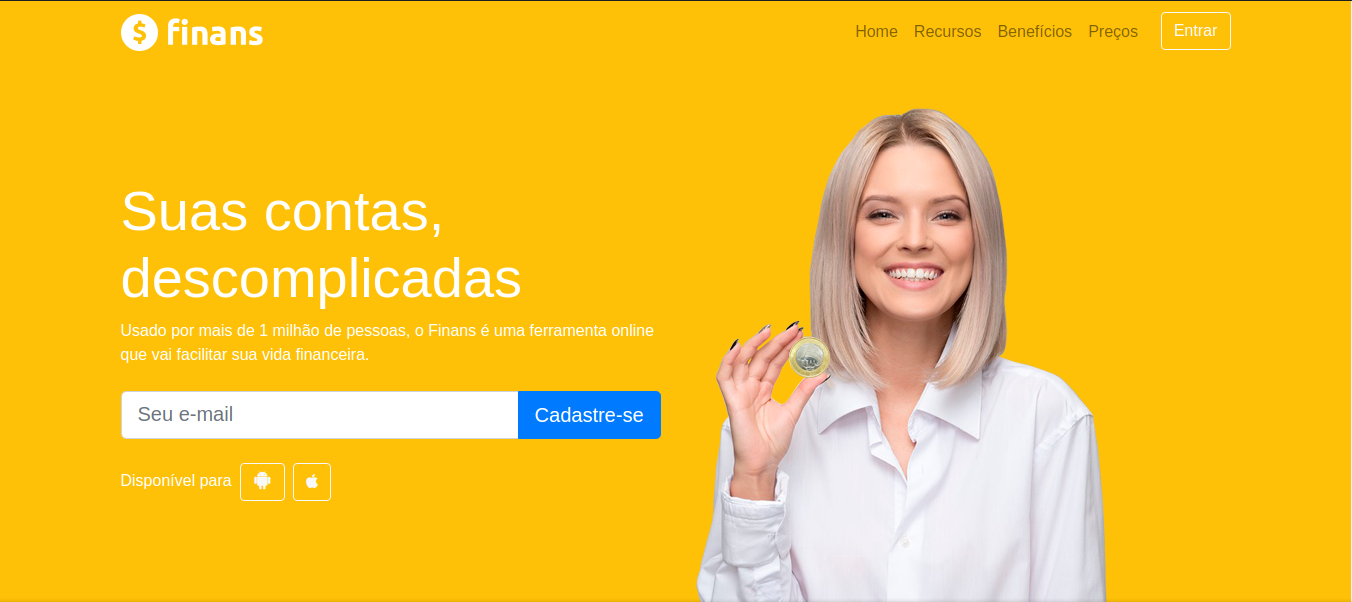 $ finans
Home Recursos Benefícios Preços Entrar
Suas contas,
descomplicadas
Usado por mais de 1 milhão de pessoas, o Finans é uma ferramenta online
que vai facilitar sua vida financeira.
Seu e-mail Cadastre-se
Disponível para